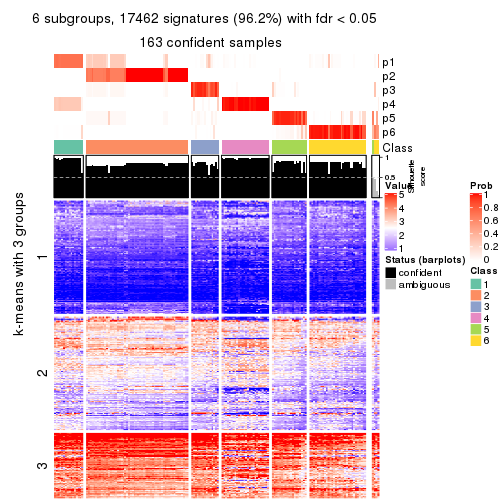 6 subgroups, 17462 signatures (96.2%) with fdr < 0.05
163 confident samples
p1
p2
p3
p4
p5
p6
Class
1
0.5
Silhouette
score
k-means with 3 groups
1
2
3
Value
5
4
3
2
1
Status (barplots)
confident
ambiguous
Prob
1
0.8
0.6
0.4
0.2
0
Class
1
2
3
4
5
6